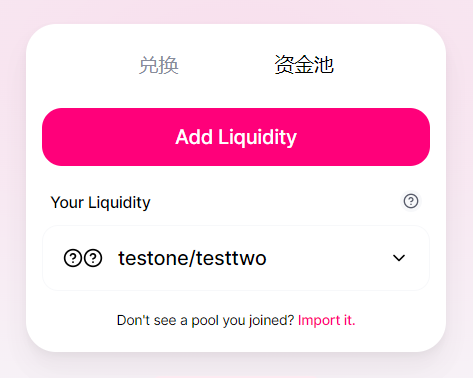 兑换 资金池
Add Liquidity
Your Liquidity
testone/testtwo
Don't see a pool you joined? Import it.